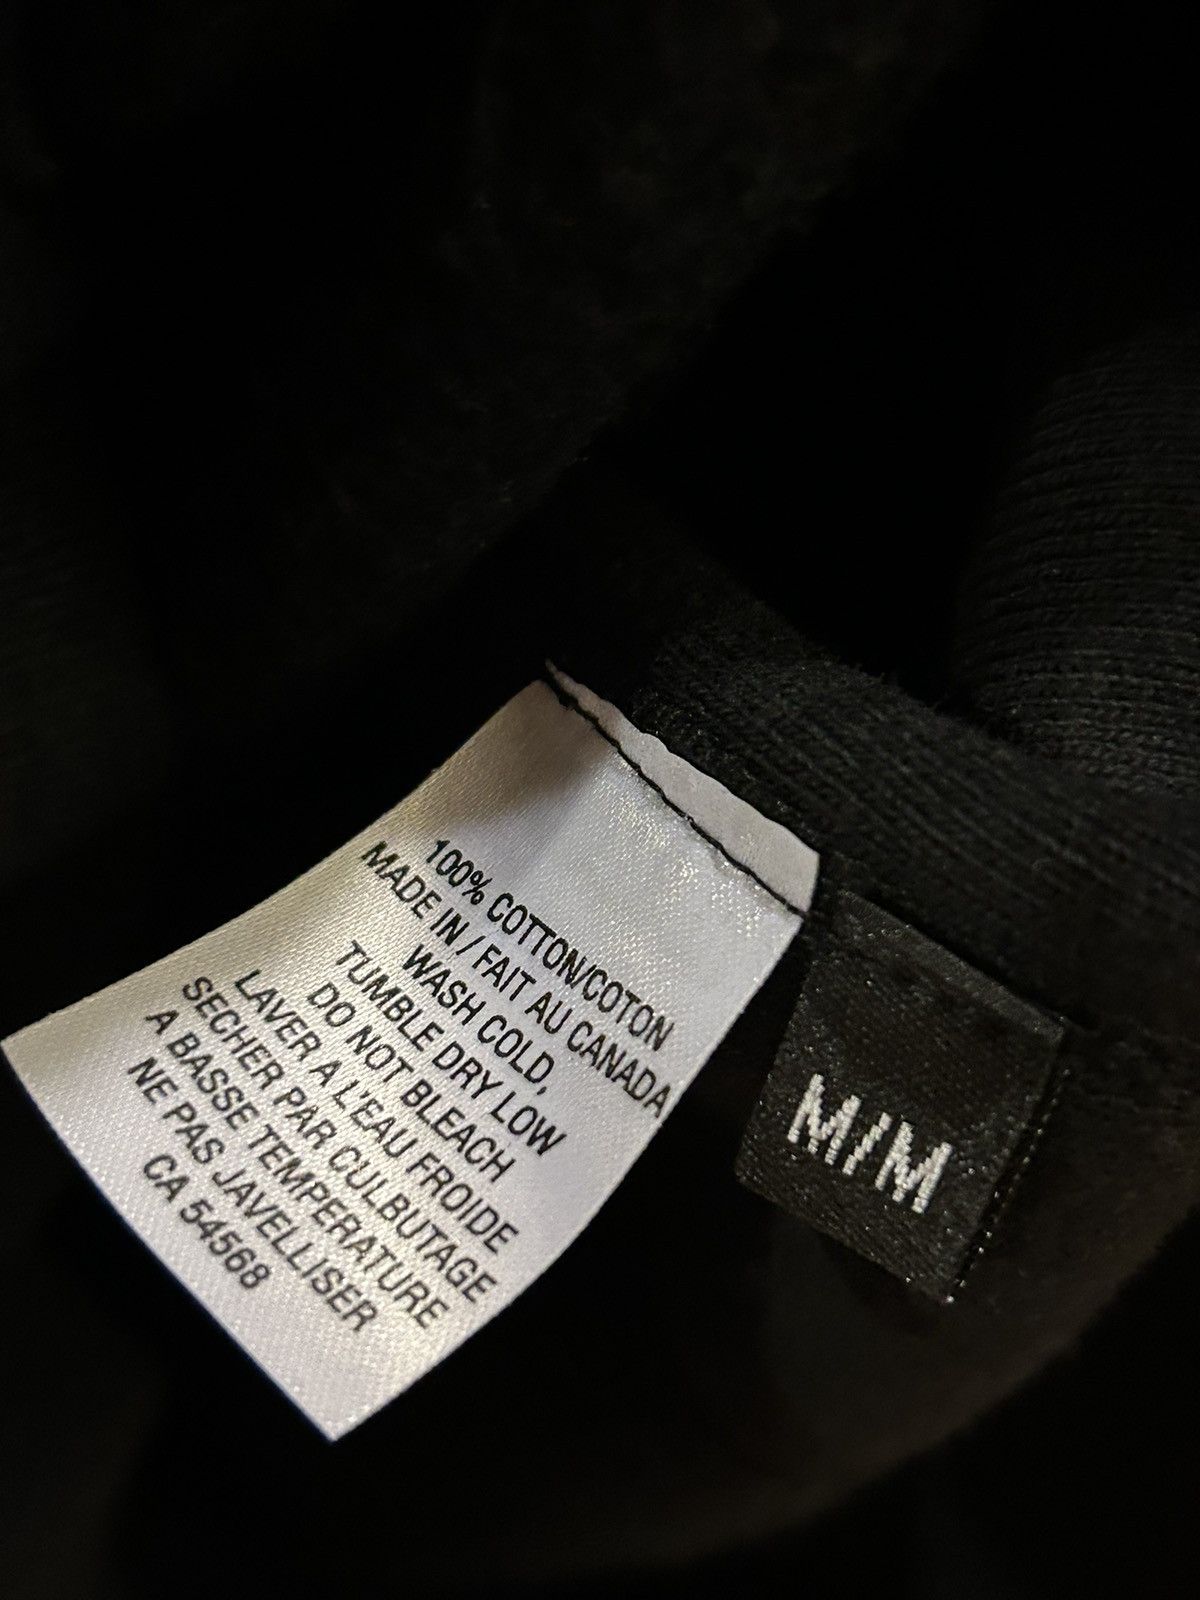 100% COTTON/COTON
MADE IN / FAIT AU CANADA
WASH COLD,
TUMBLE DRY LOW
DO NOT BLEACH
LAVER A L'EAU FROIDE
SECHER PAR CULBUTAGE
A BASSE TEMPERATURE
NE PAS JAVELLISER
CA 54568
M/M